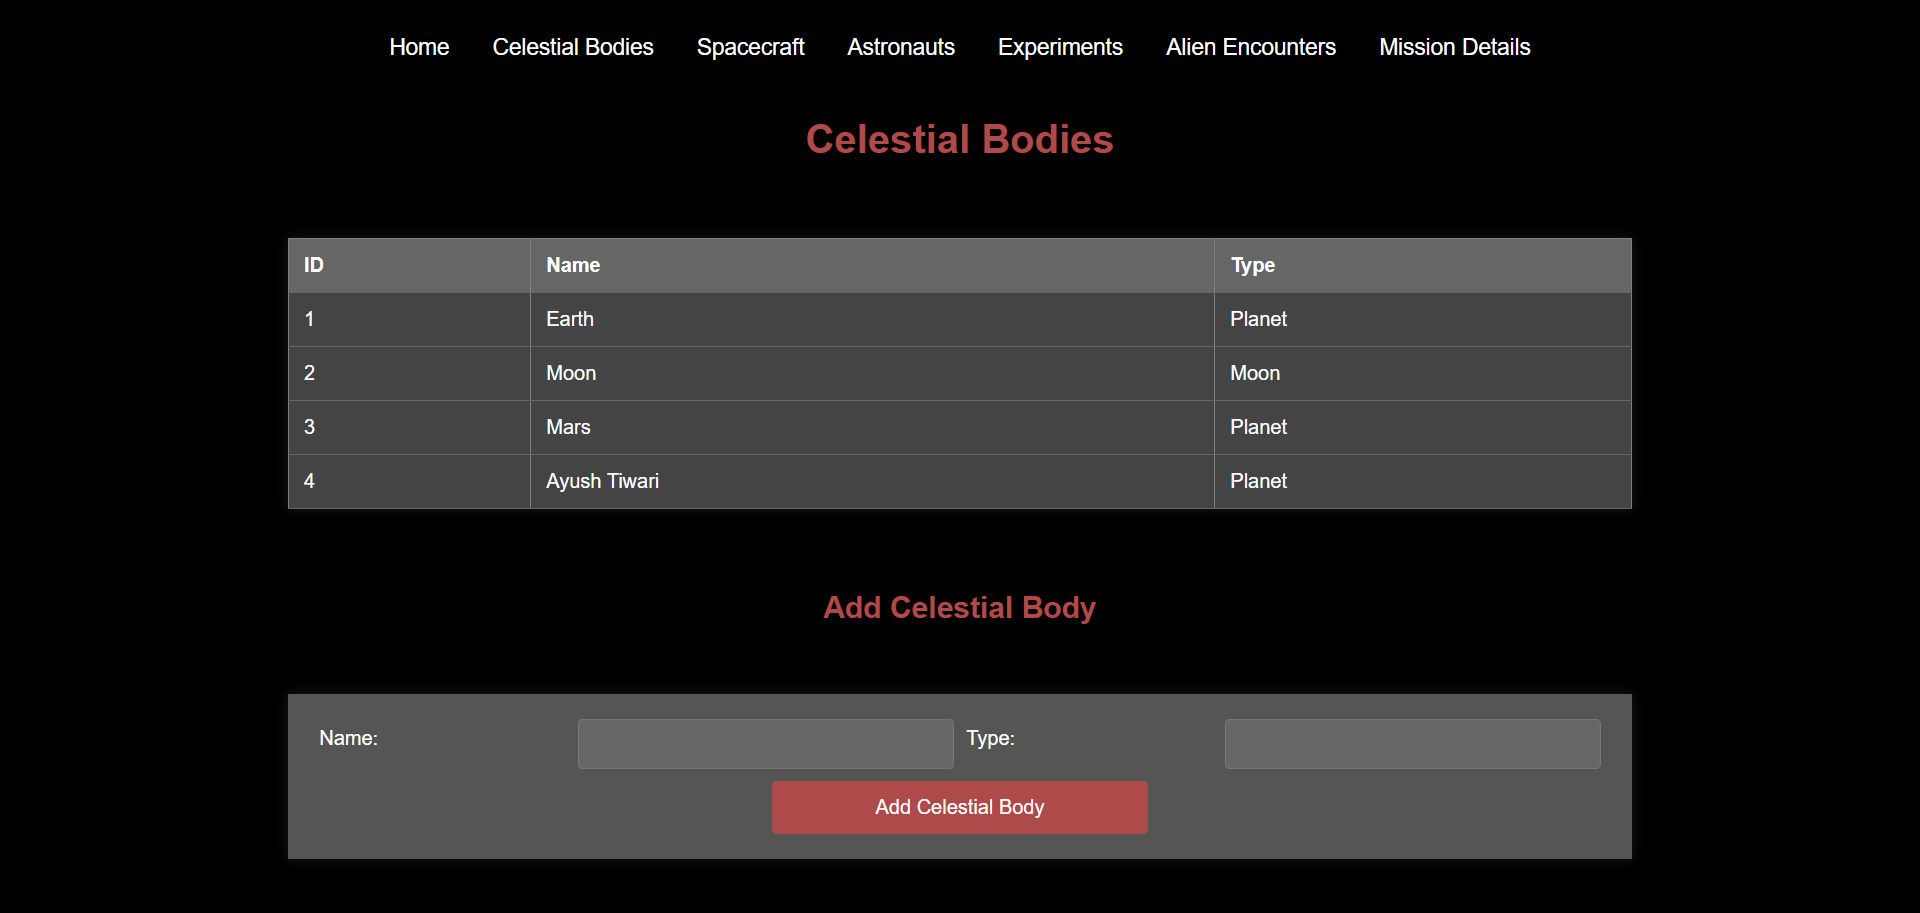 Home Celestial Bodies Spacecraft Astronauts Experiments Alien Encounters Mission Details
Celestial Bodies
ID Name Type
1 Earth Planet
2 Moon Moon
3 Mars Planet
4 Ayush Tiwari Planet
Add Celestial Body
Name: Type:
Add Celestial Body